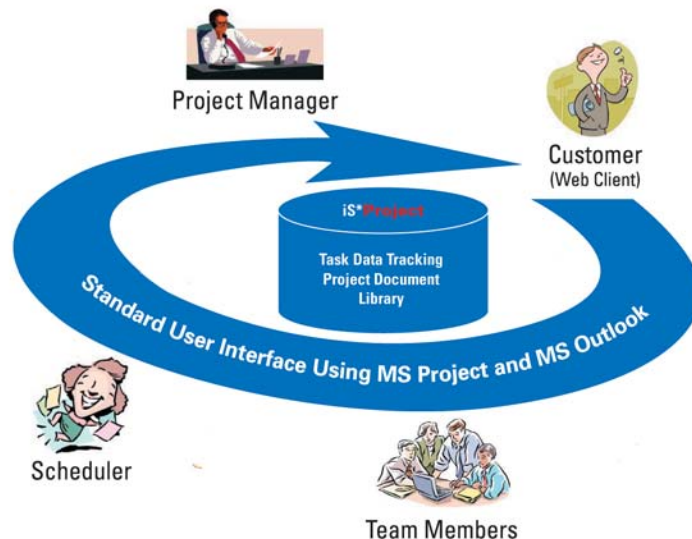 Project Manager
Customer
(Web Client)
iS*Project
Task Data Tracking
Project Document
Library
Standard User Interface Using MS Project and MS Outlook
Scheduler
Team Members